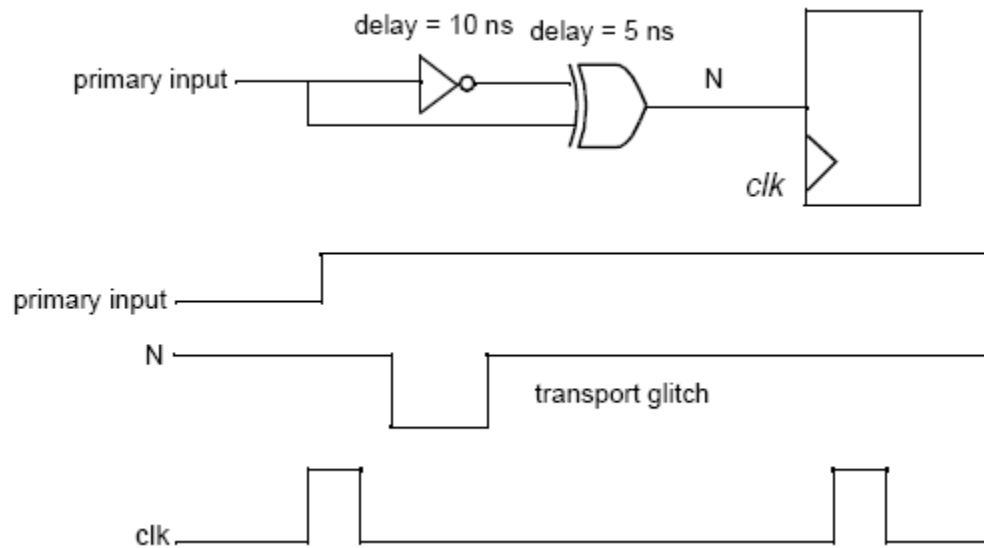 delay = 10 ns
delay = 5 ns
primary input
N
clk
primary input
N
transport glitch
clk